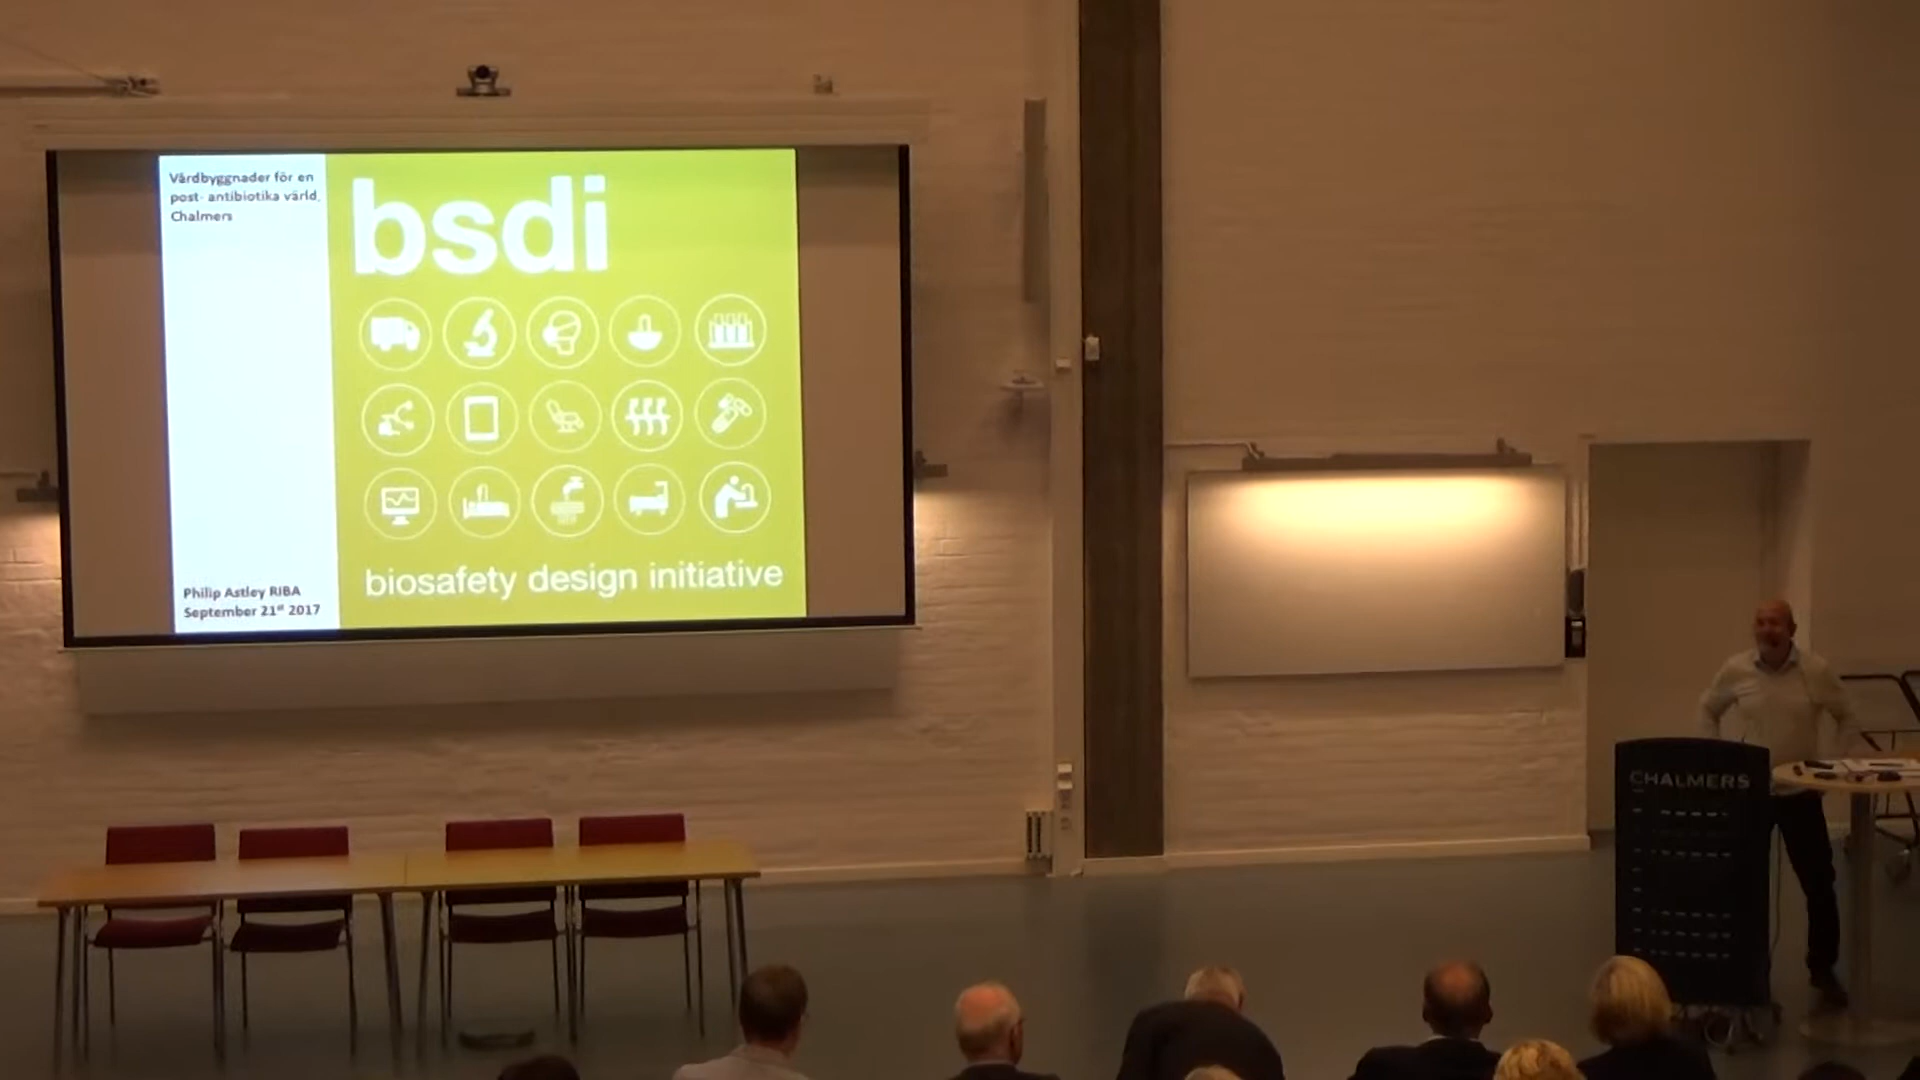 Vårdbyggnader för en
post- antibiotika värld,
Chalmers
bsdi
biosafety design initiative
Philip Astley RIBA
September 21st 2017
CHALMERS